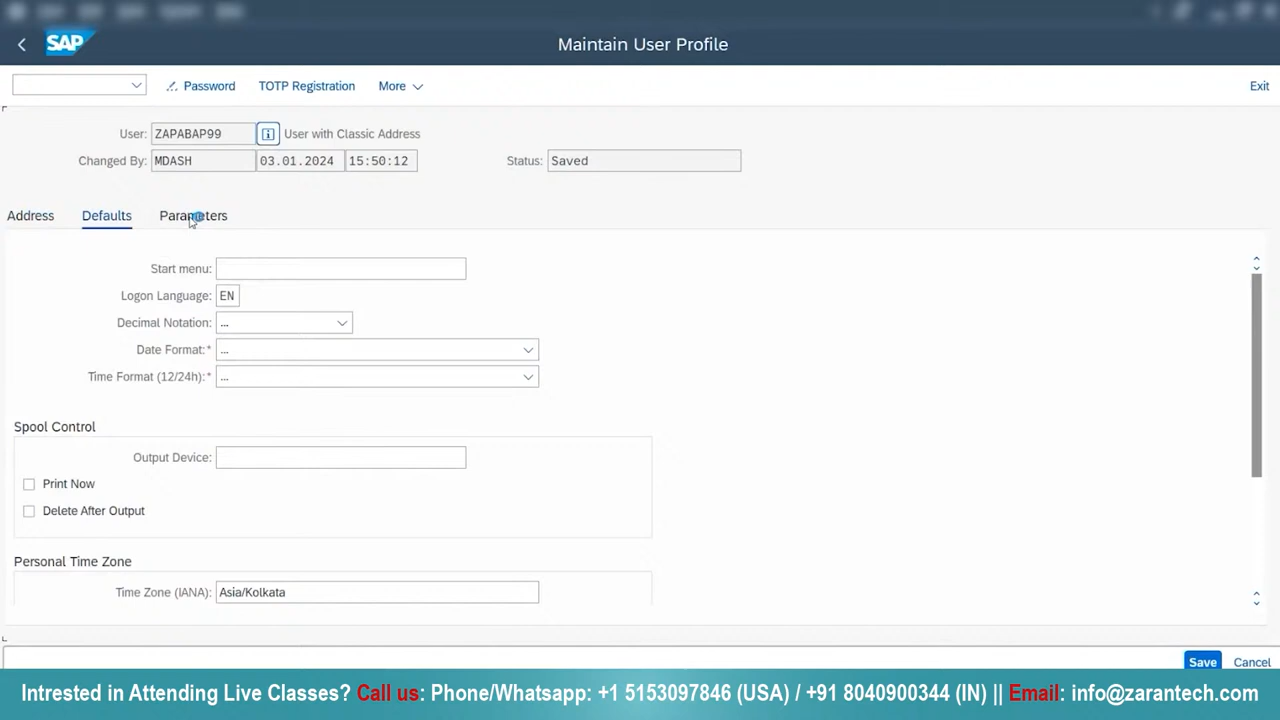 SAP
Maintain User Profile
Password
TOTP Registration
More
Exit
User: ZAPABAP99 User with Classic Address
Changed By: MDASH 03.01.2024 15:50:12 Status: Saved
Address Defaults Parameters
Start menu:
Logon Language: EN
Decimal Notation: ...
Date Format:* ...
Time Format (12/24h):* ...
Spool Control
Output Device:
Print Now
Delete After Output
Personal Time Zone
Time Zone (IANA): Asia/Kolkata
Save Cancel
Intrested in Attending Live Classes? Call us: Phone/Whatsapp: +1 5153097846 (USA) / +91 8040900344 (IN) || Email: info@zarantech.com